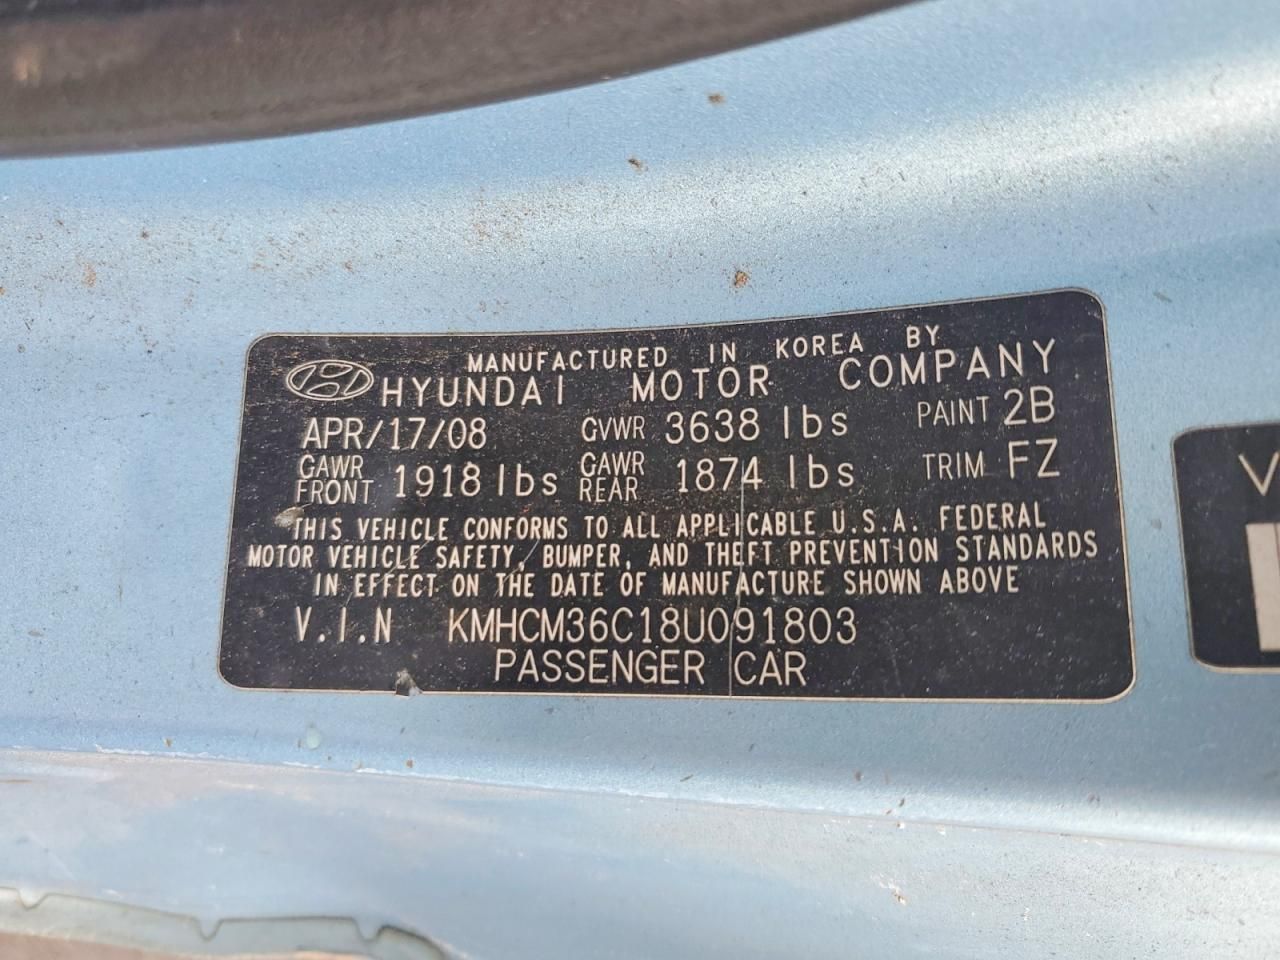 MANUFACTURED IN KOREA BY
HYUNDAI MOTOR COMPANY
APR/17/08 GVWR 3638 lbs PAINT 2B
GAWR FRONT 1918 lbs GAWR REAR 1874 lbs TRIM FZ
THIS VEHICLE CONFORMS TO ALL APPLICABLE U.S.A. FEDERAL
MOTOR VEHICLE SAFETY, BUMPER, AND THEFT PREVENTION STANDARDS
IN EFFECT ON THE DATE OF MANUFACTURE SHOWN ABOVE
V.I.N KMHCM36C18U091803
PASSENGER CAR